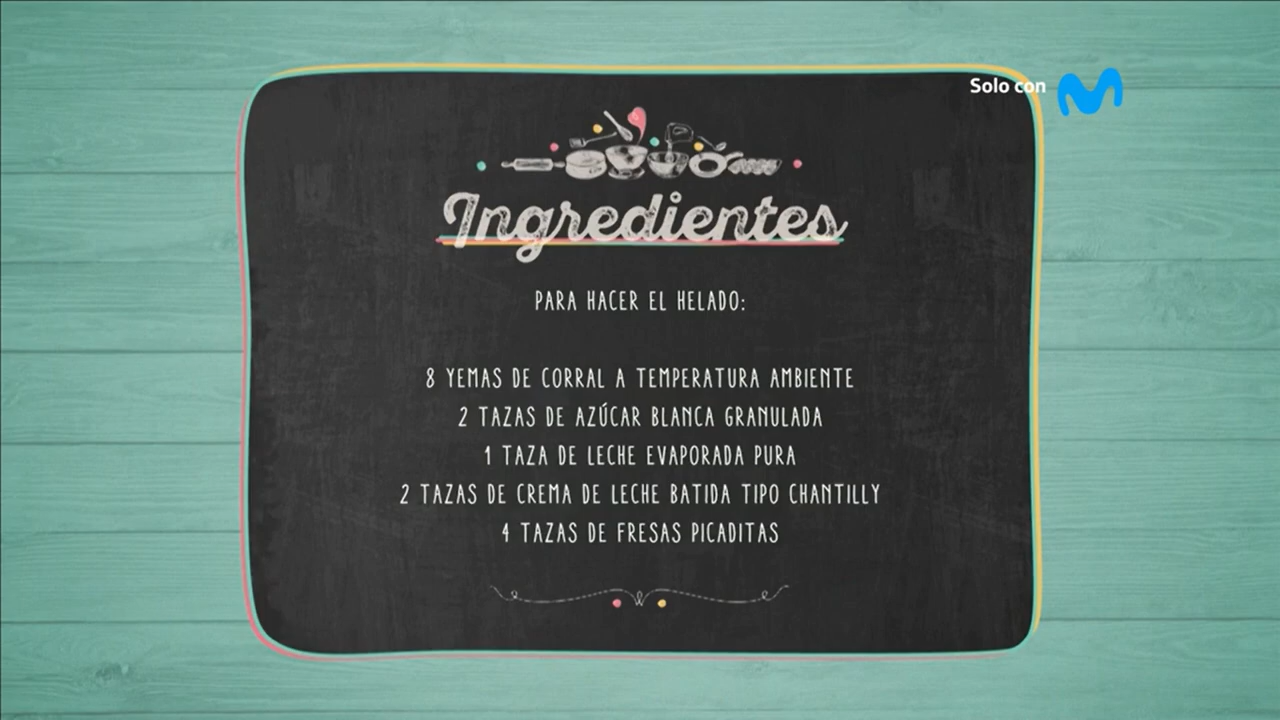 Solo con
Ingredientes
PARA HACER EL HELADO:
8 YEMAS DE CORRAL A TEMPERATURA AMBIENTE
2 TAZAS DE AZÚCAR BLANCA GRANULADA
1 TAZA DE LECHE EVAPORADA PURA
2 TAZAS DE CREMA DE LECHE BATIDA TIPO CHANTILLY
4 TAZAS DE FRESAS PICADITAS